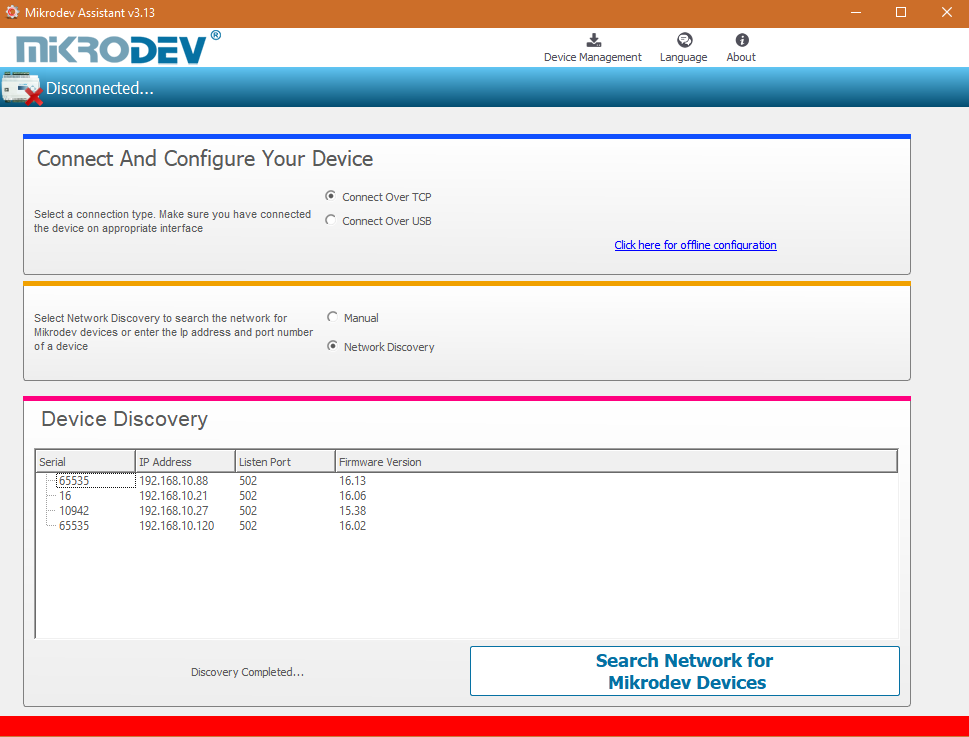 Mikrodev Assistant v3.13
MiKRODEV®
Device Management Language About
Disconnected...
Connect And Configure Your Device
Connect Over TCP
Select a connection type. Make sure you have connected
the device on appropriate interface
Connect Over USB
Click here for offline configuration
Select Network Discovery to search the network for
Mikrodev devices or enter the Ip address and port number
of a device
Manual
Network Discovery
Device Discovery
Serial IP Address Listen Port Firmware Version
65535 192.168.10.88 502 16.13
16 192.168.10.21 502 16.06
10942 192.168.10.27 502 15.38
65535 192.168.10.120 502 16.02
Discovery Completed...
Search Network for
Mikrodev Devices